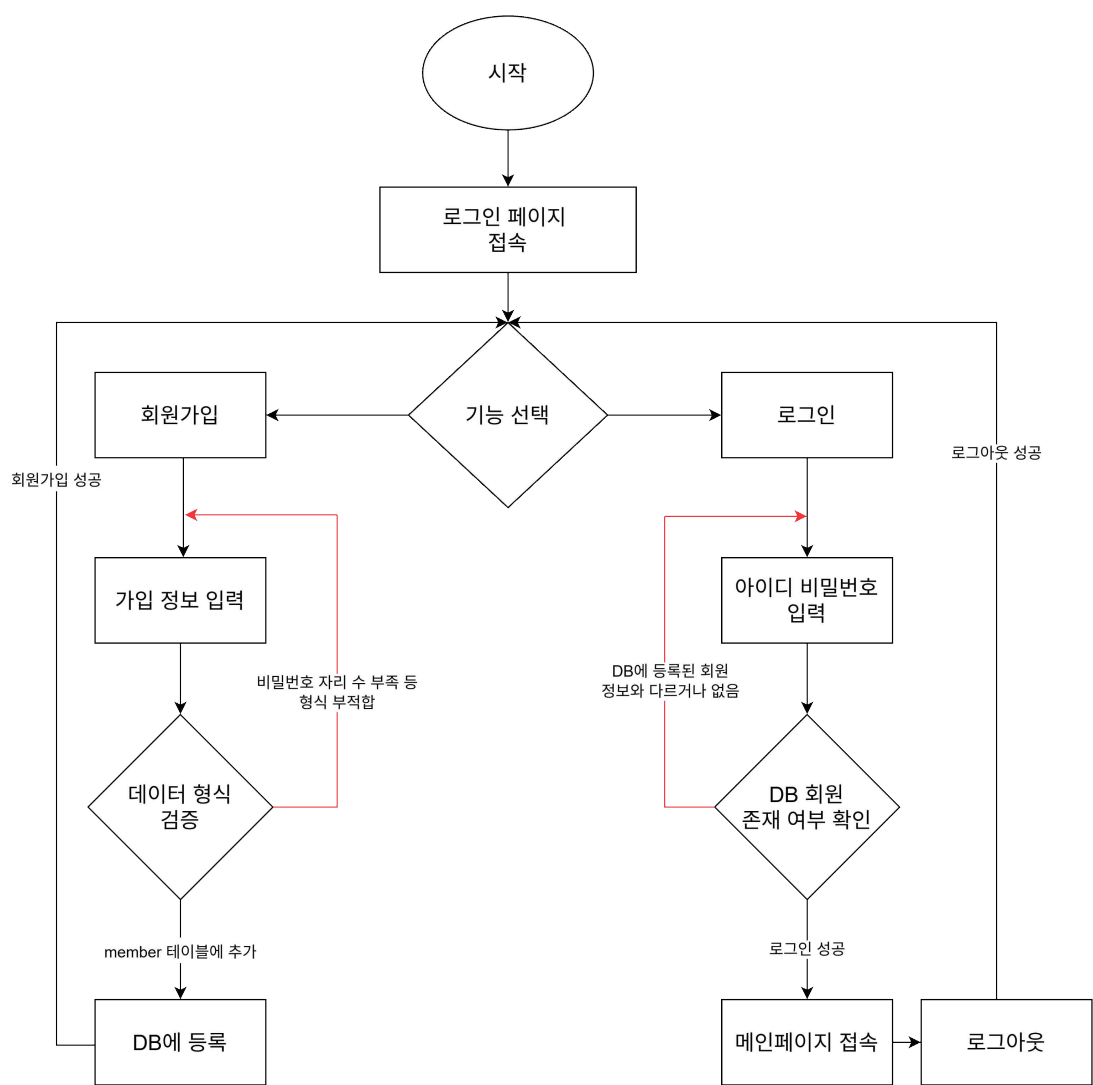 시작
로그인 페이지
접속
기능 선택
회원가입
로그인
회원가입 성공
로그아웃 성공
가입 정보 입력
아이디 비밀번호
입력
비밀번호 자리 수 부족 등
형식 부적합
DB에 등록된 회원
정보와 다르거나 없음
데이터 형식
검증
DB 회원
존재 여부 확인
member 테이블에 추가
로그인 성공
DB에 등록
메인페이지 접속
로그아웃